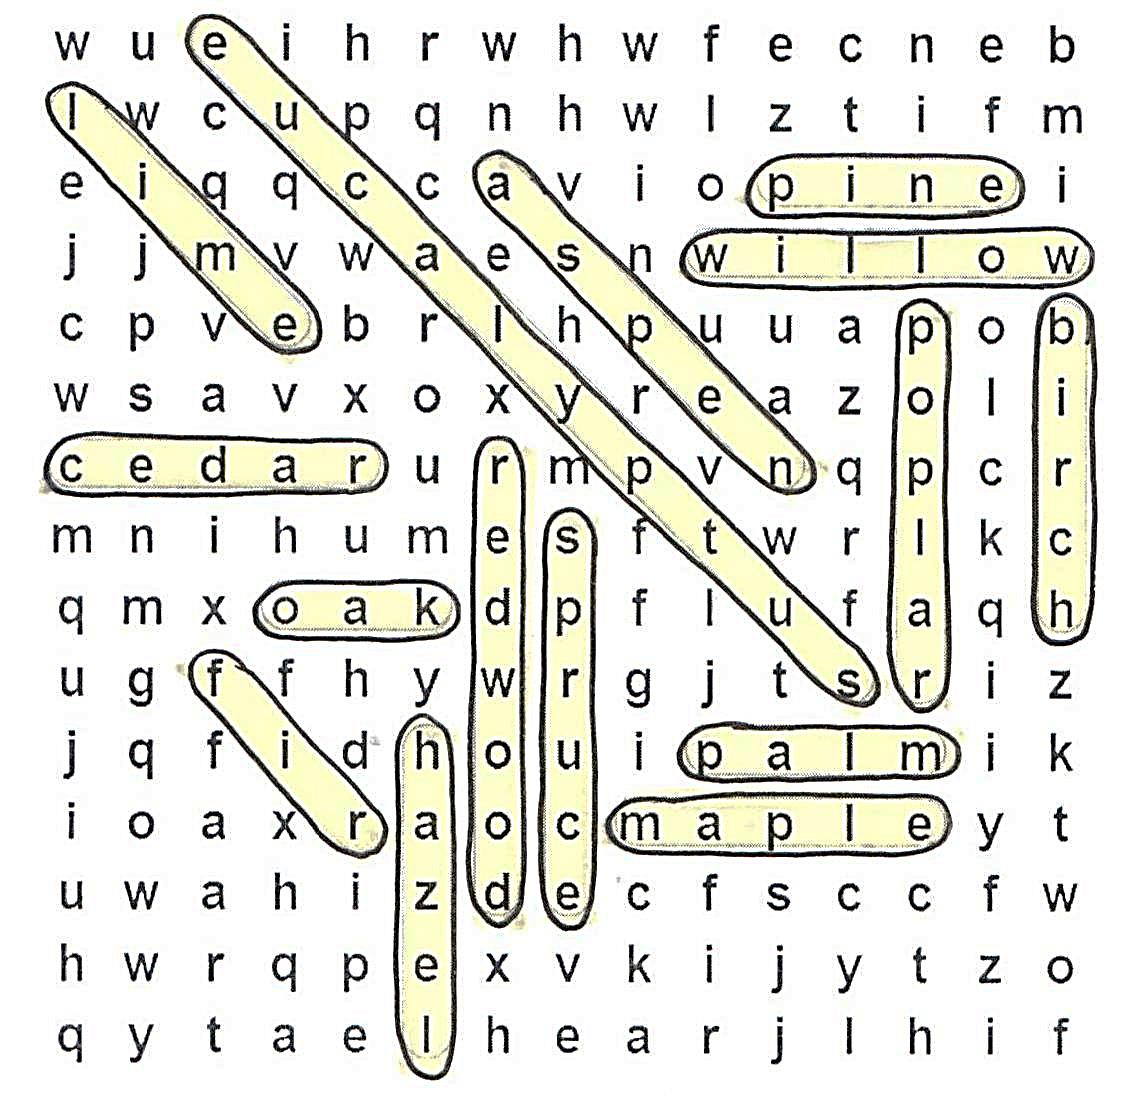 w u e i h r w h w f e c n e b
l w c u p q n h w l z t i f m
e i q q c c a v i o p i n e i
j j m v w a e s n w i l l o w
c p v e b r l h p u u a p o b
w s a v x o x y r e a z o l i
c e d a r u r m p v n q p c r
m n i h u m e s f t w r l k c
q m x o a k d p f l u f a q h
u g f f h y w r g j t s r i z
j q f i d h o u i p a l m i k
i o a x r a o c m a p l e y t
u w a h i z d e c f s c c f w
h w r q p e x v k i j y t z o
q y t a e l h e a r j l h i f